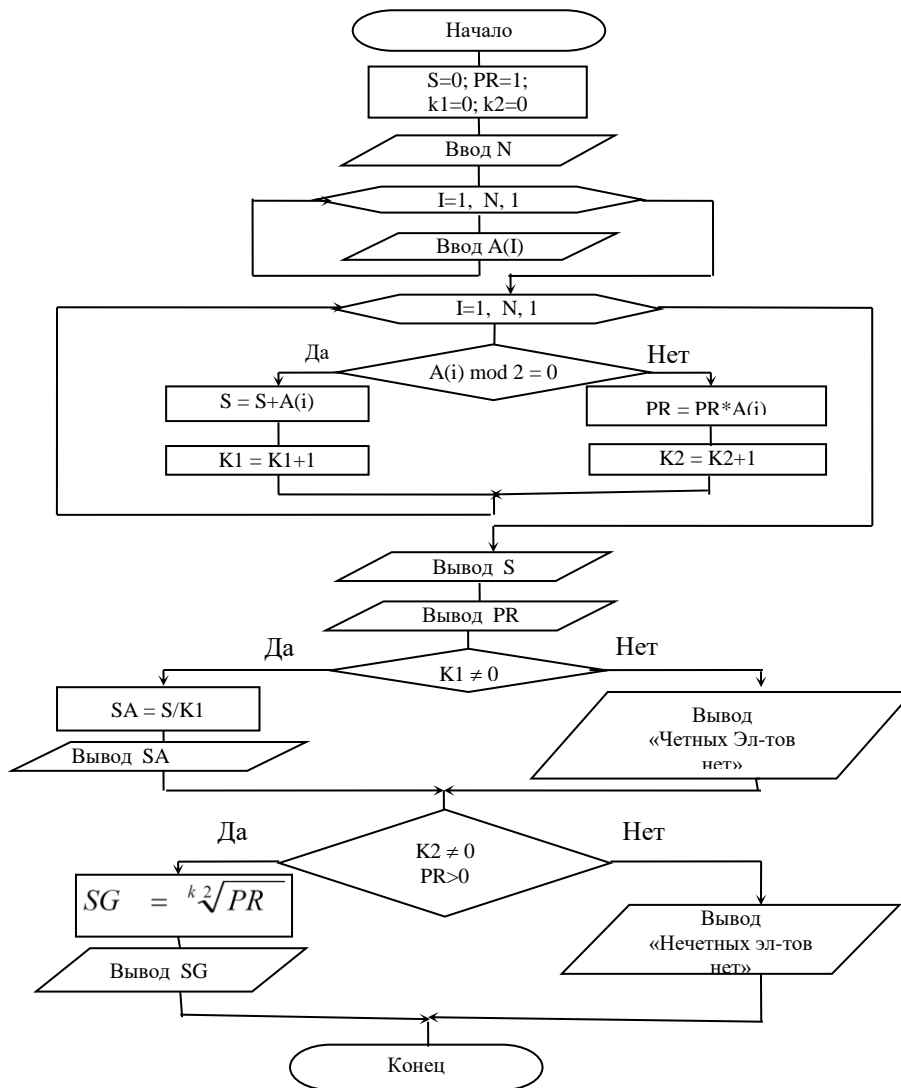 Начало
S=0; PR=1;
k1=0; k2=0
Ввод N
I=1, N, 1
Ввод A(I)
I=1, N, 1
Да
Нет
A(i) mod 2 = 0
S = S+A(i)
PR = PR*A(i)
K1 = K1+1
K2 = K2+1
Вывод S
Вывод PR
Да
Нет
K1 ≠ 0
SA = S/K1
Вывод SA
Вывод
«Четных Эл-тов
нет»
Да
Нет
K2 ≠ 0
PR>0
SG = ᵏ²√PR
Вывод SG
Вывод
«Нечетных эл-тов
нет»
Конец